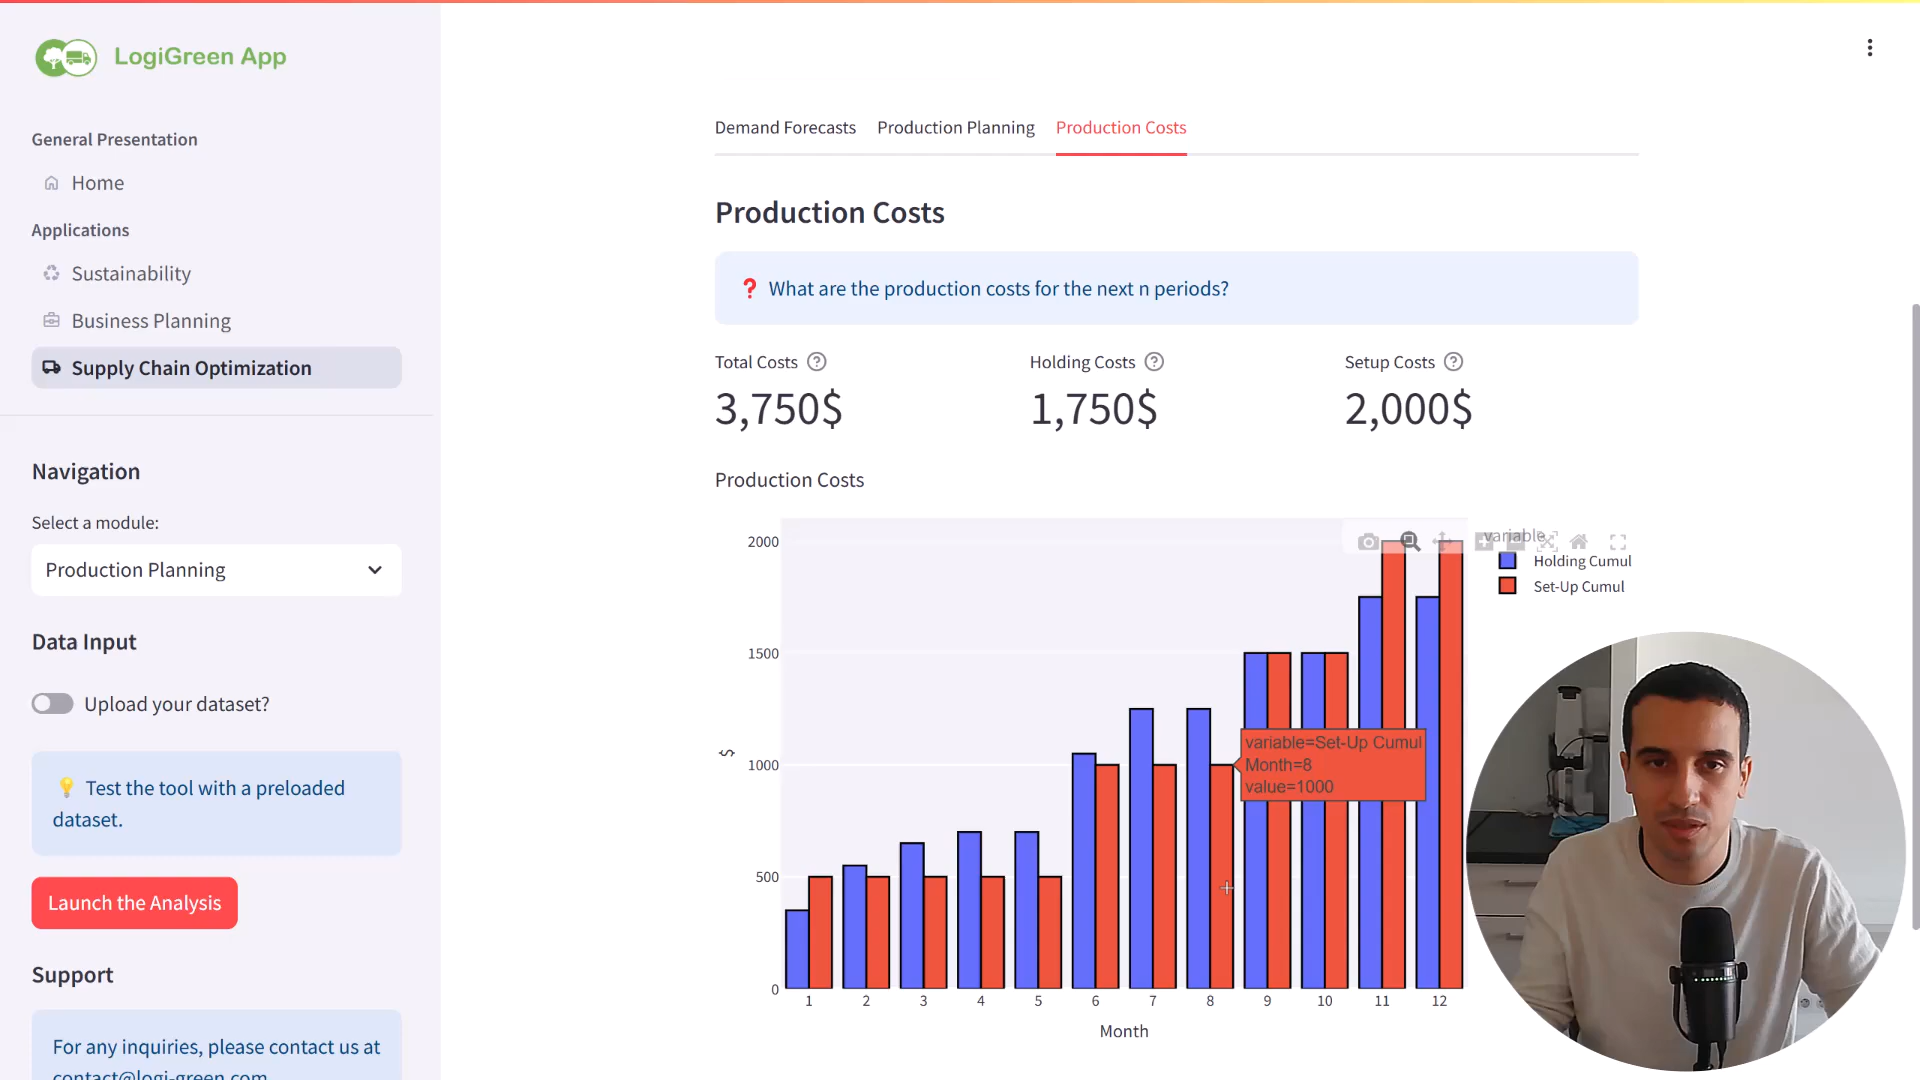 LogiGreen App
General Presentation
Home
Applications
Sustainability
Business Planning
Supply Chain Optimization
Navigation
Select a module:
Production Planning
Data Input
Upload your dataset?
Test the tool with a preloaded
dataset.
Launch the Analysis
Support
For any inquiries, please contact us at
contact@logi-green.com
Demand Forecasts
Production Planning
Production Costs
Production Costs
What are the production costs for the next n periods?
Total Costs
3,750$
Holding Costs
1,750$
Setup Costs
2,000$
Production Costs
variable
Holding Cumul
Set-Up Cumul
2000
1500
1000
500
0
$
variable=Set-Up Cumul
Month=8
value=1000
1 2 3 4 5 6 7 8 9 10 11 12
Month